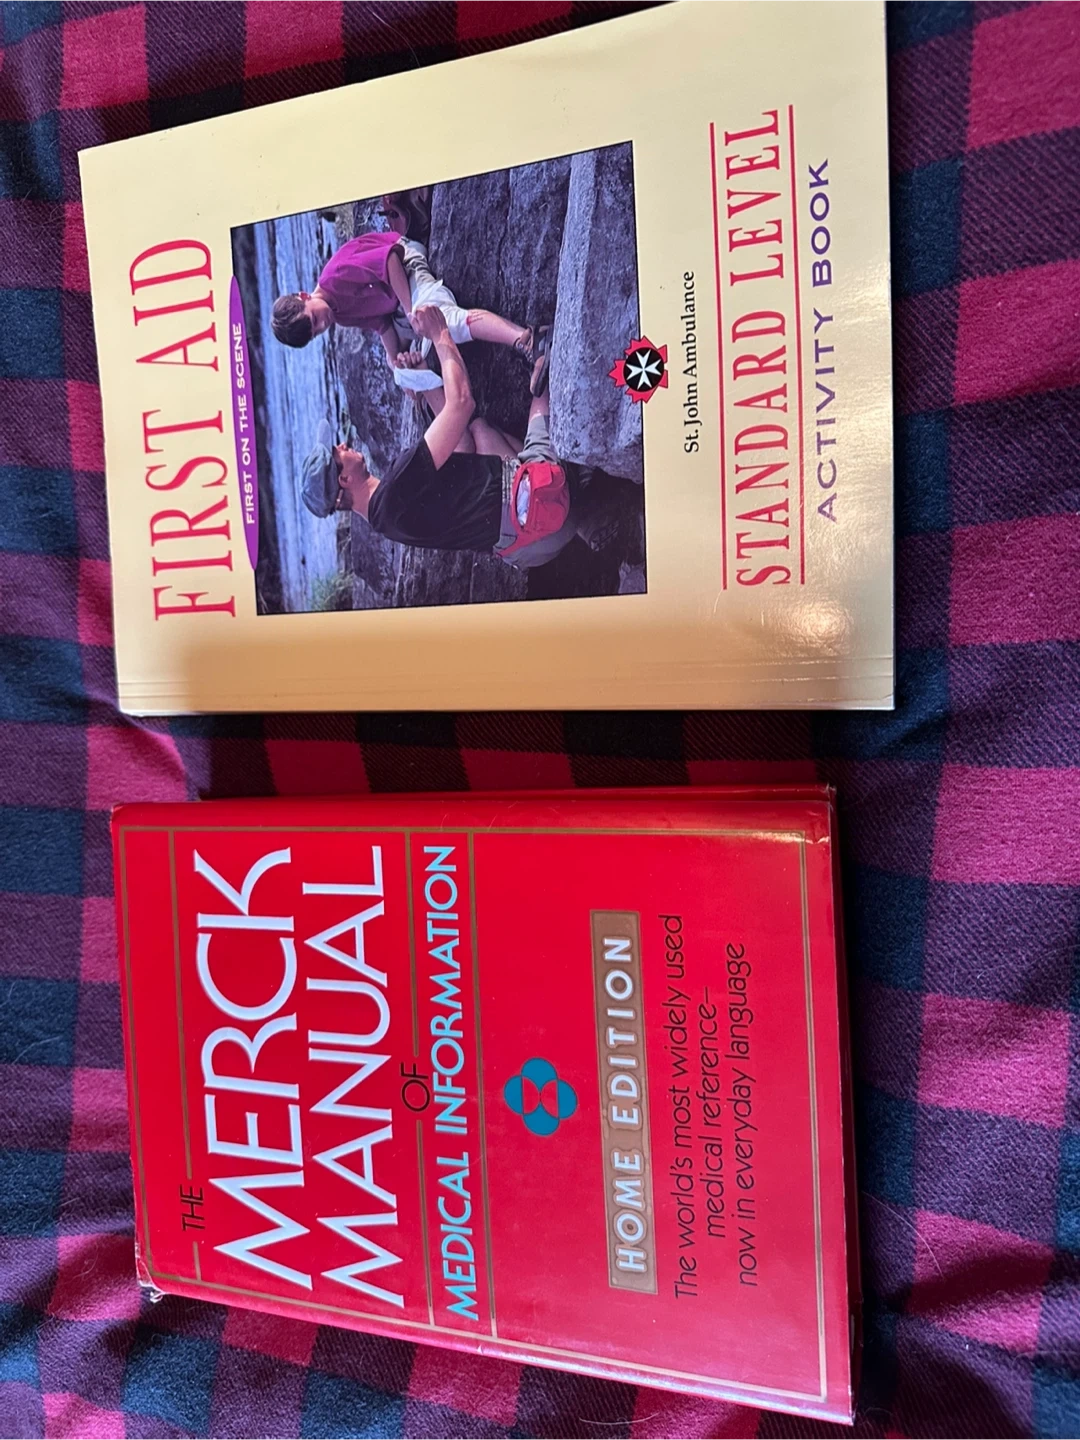 FIRST AID
FIRST ON THE SCENE
St. John Ambulance
STANDARD LEVEL
ACTIVITY BOOK
THE
MERCK
MANUAL
OF
MEDICAL INFORMATION
HOME EDITION
The world's most widely used
medical reference–
now in everyday language